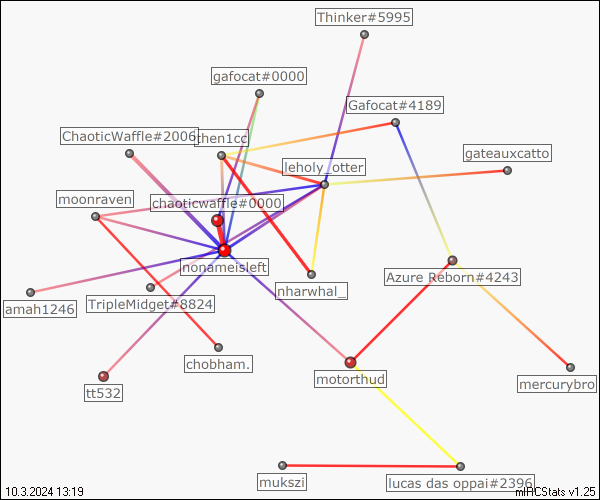 Thinker#5995
gafocat#0000
Gafocat#4189
ChaoticWaffle#2006
then1cc
gateauxcatto
leholy_otter
moonraven
chaoticwaffle#0000
nonameisleft
Azure Reborn#4243
nharwhal_
amah1246
TripleMidget#8824
chobham.
motorthud
mercurybro
tt532
mukszi
lucas das oppai#2396
10.3.2024 13:19
mIRCStats v1.25